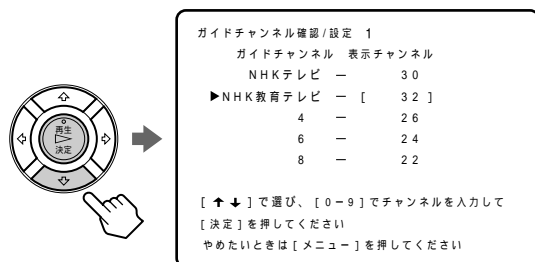 ガイドチャンネル確認/設定 1
ガイドチャンネル 表示チャンネル
NHKテレビ ー 30
▶NHK教育テレビ ー [ 32 ]
4 ー 26
6 ー 24
8 ー 22
[ ↑ ↓ ] で選び、[ 0−9 ] でチャンネルを入力して
[ 決定 ] を押してください
やめたいときは [ メニュー ] を押してください
再生
決定